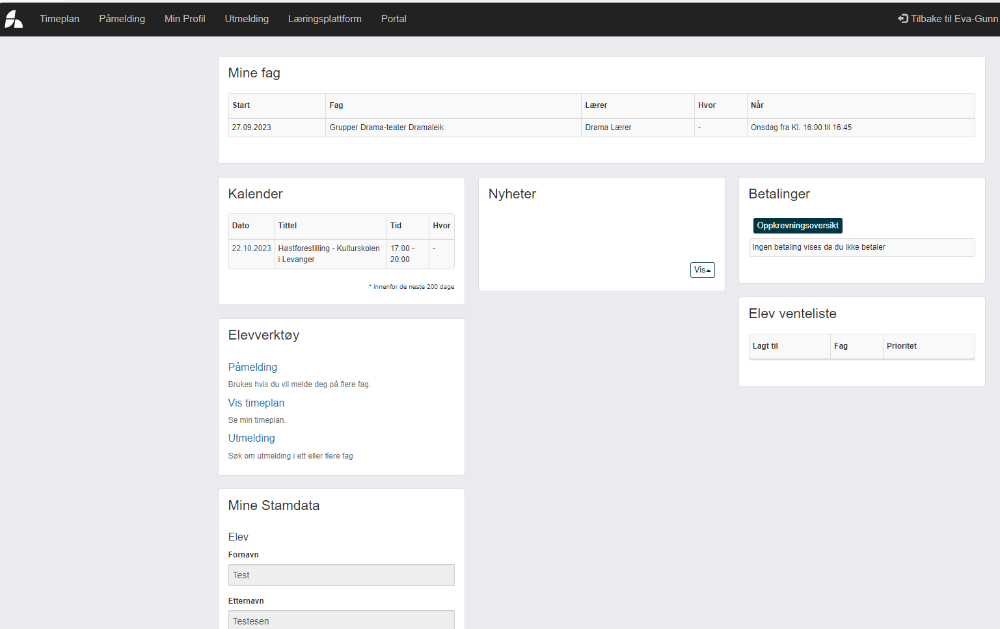 Timeplan Påmelding Min Profil Utmelding Læringsplattform Portal Tilbake til Eva-Gunn
Mine fag
Start Fag Lærer Hvor Når
27.09.2023 Grupper Drama-teater Dramaleik Drama Lærer - Onsdag fra Kl. 16:00 til 16:45
Kalender
Dato Tittel Tid Hvor
22.10.2023 Høstforestilling - Kulturskolen 17:00 - -
i Levanger 20:00
* Innenfor de neste 200 dage
Nyheter
Vis
Betalinger
Oppkrevningsoversikt
Ingen betaling vises da du ikke betaler
Elev venteliste
Lagt til Fag Prioritet
Elevverktøy
Påmelding
Brukes hvis du vil melde deg på flere fag.
Vis timeplan
Se min timeplan.
Utmelding
Søk om utmelding i ett eller flere fag
Mine Stamdata
Elev
Fornavn
Test
Etternavn
Testesen